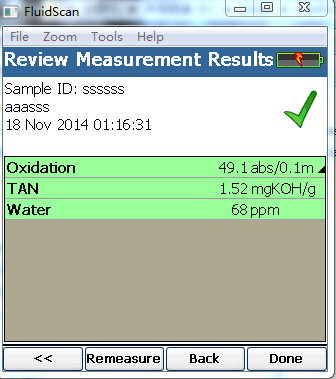 FluidScan
File Zoom Tools Help
Review Measurement Results
Sample ID: ssssss
aaasss
18 Nov 2014 01:16:31
Oxidation 49.1 abs/0.1m
TAN 1.52 mgKOH/g
Water 68 ppm
<< Remeasure Back Done